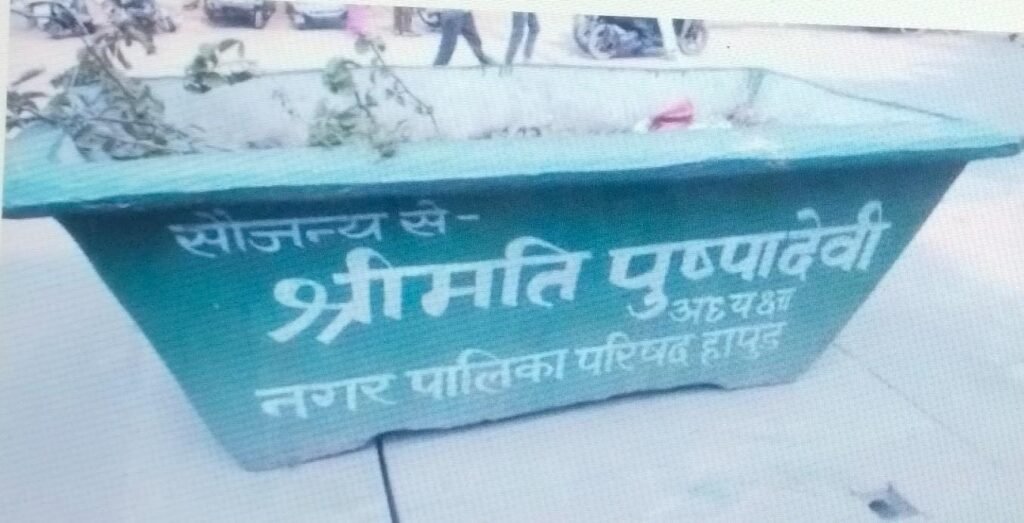 सौजन्य से -
श्रीमति पुष्पादेवी
अध्यक्षा
नगर पालिका परिषद हापुड